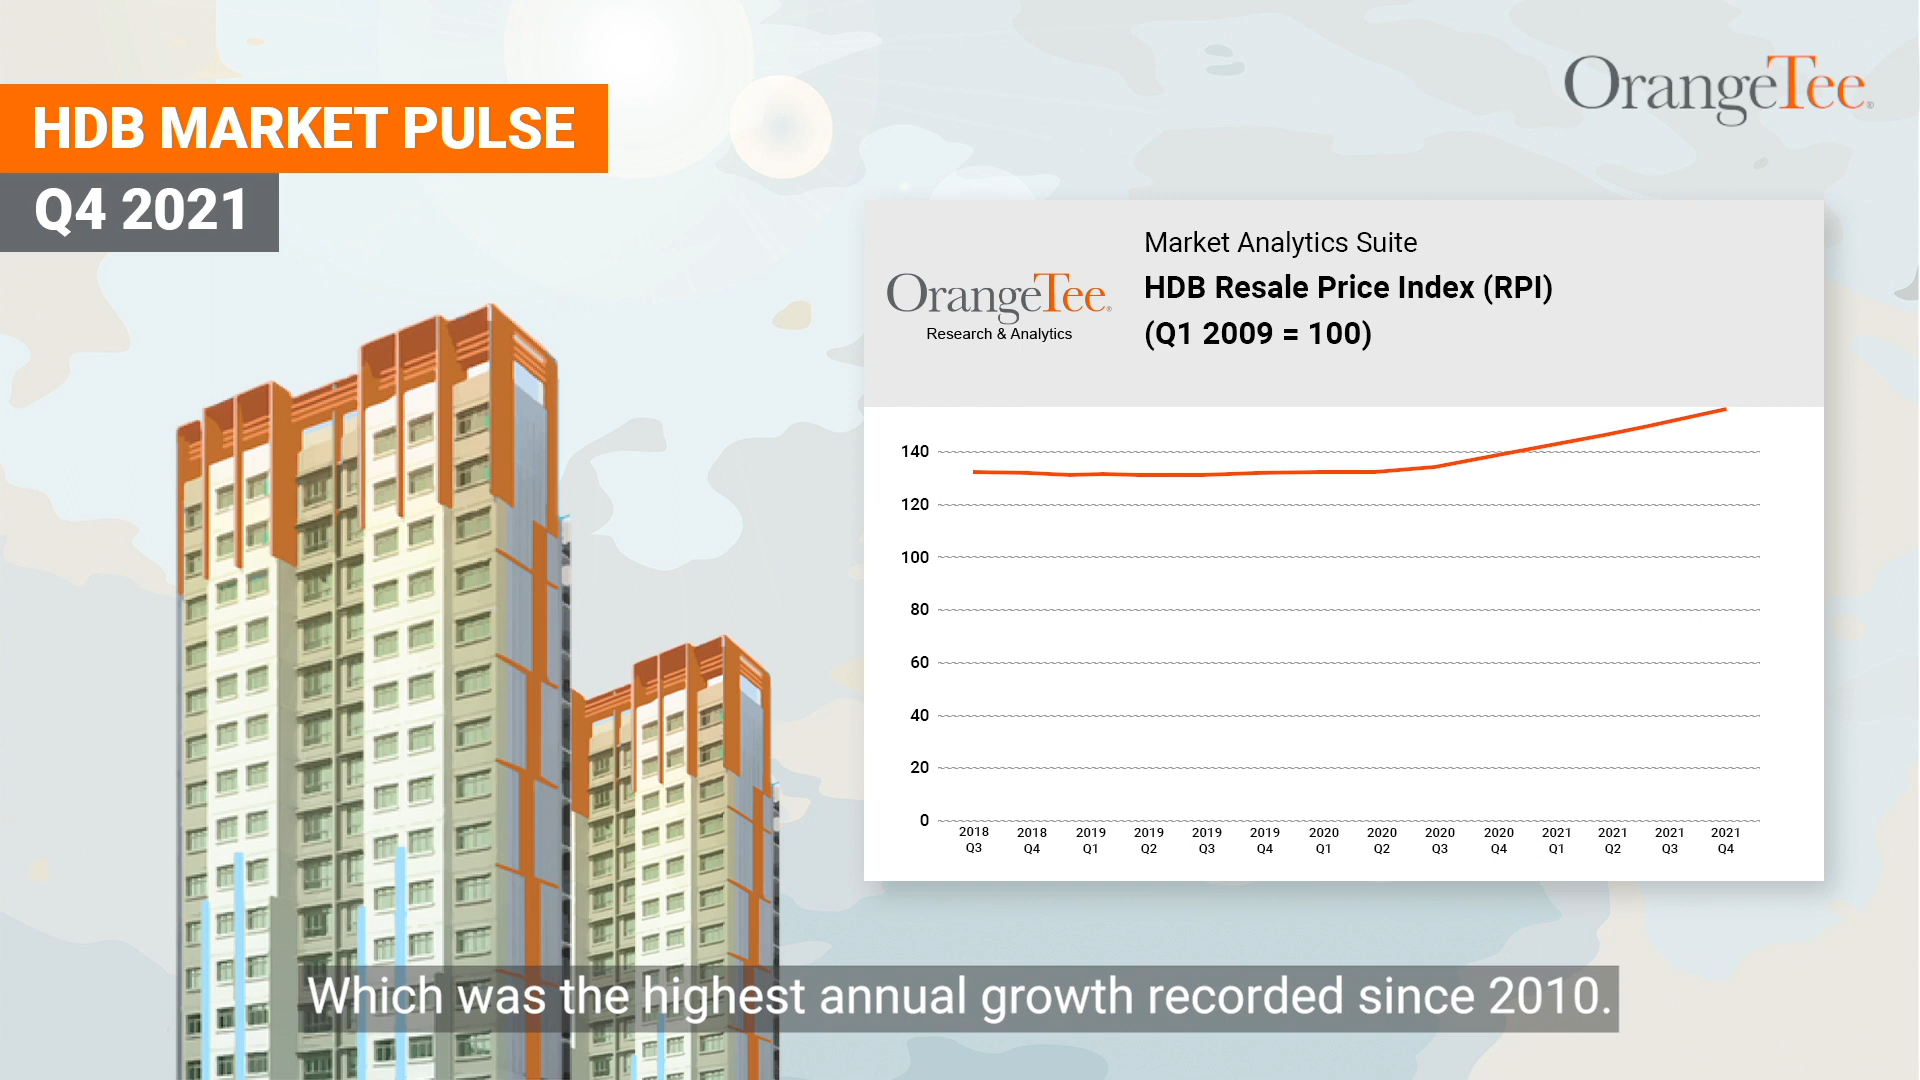 HDB MARKET PULSE
Q4 2021
OrangeTee®
OrangeTee®
Research & Analytics
Market Analytics Suite
HDB Resale Price Index (RPI)
(Q1 2009 = 100)
140
120
100
80
60
40
20
0
2018 2018 2019 2019 2019 2019 2020 2020 2020 2020 2021 2021 2021 2021
Q3 Q4 Q1 Q2 Q3 Q4 Q1 Q2 Q3 Q4 Q1 Q2 Q3 Q4
Which was the highest annual growth recorded since 2010.